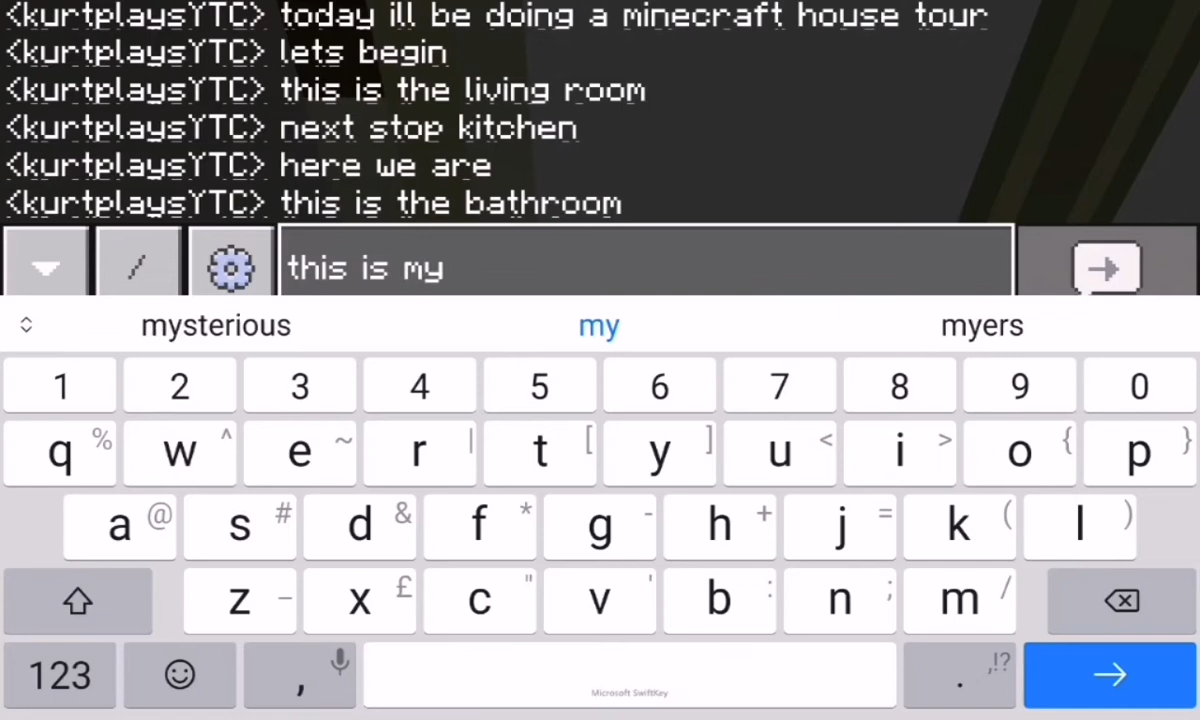 <kurtplaysYTC> today ill be doing a minecraft house tour
<kurtplaysYTC> lets begin
<kurtplaysYTC> this is the living room
<kurtplaysYTC> next stop kitchen
<kurtplaysYTC> here we are
<kurtplaysYTC> this is the bathroom
/ this is my
mysterious my myers
1 2 3 4 5 6 7 8 9 0
q % w ^ e ~ r | t [ y ] u < i > o { p }
a @ s # d & f * g - h + j = k ( l )
z _ x £ c " v ' b : n ; m /
123 , Microsoft SwiftKey . ,!?